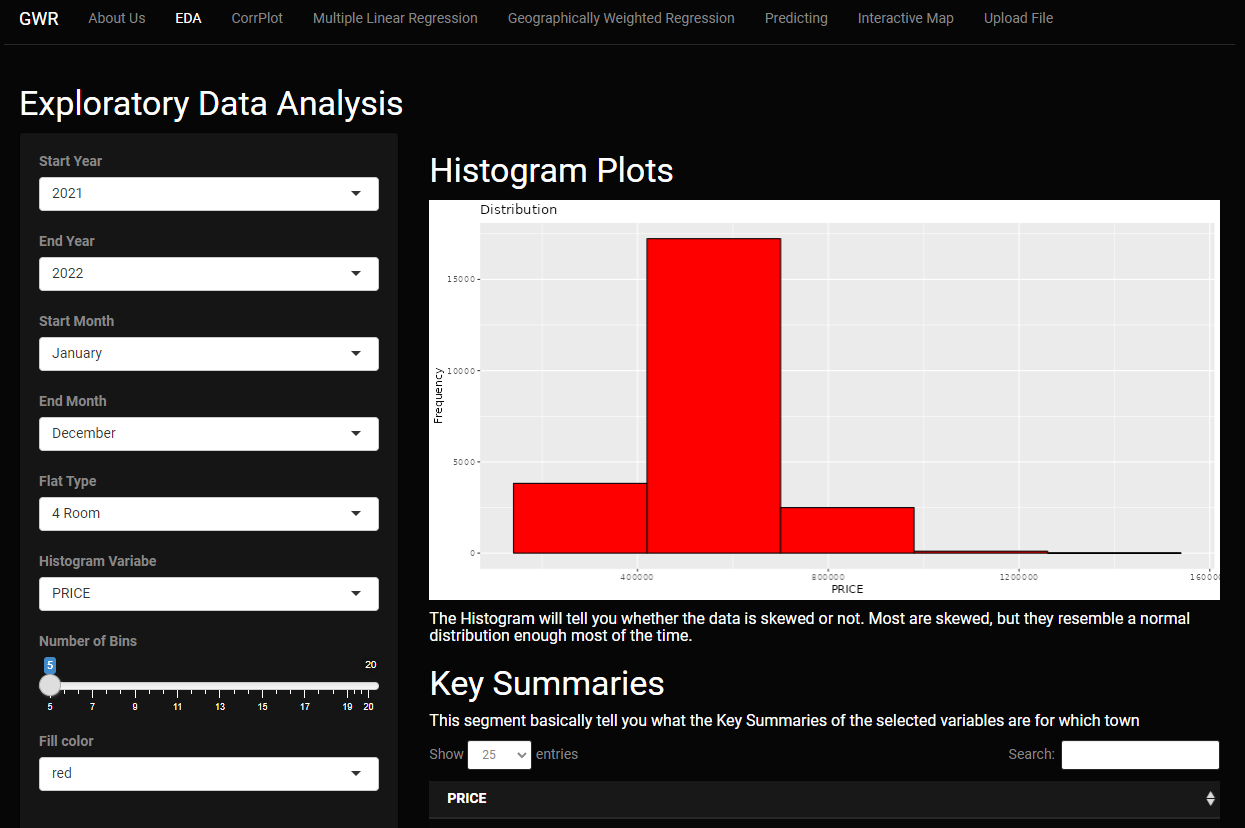 GWR About Us EDA CorrPlot Multiple Linear Regression Geographically Weighted Regression Predicting Interactive Map Upload File
Exploratory Data Analysis
Start Year
2021
End Year
2022
Start Month
January
End Month
December
Flat Type
4 Room
Histogram Variabe
PRICE
Number of Bins
5 20
5 7 9 11 13 15 17 19 20
Fill color
red
Histogram Plots
Distribution
15000
10000
5000
0
Frequency
400000 800000 1200000 160000
PRICE
The Histogram will tell you whether the data is skewed or not. Most are skewed, but they resemble a normal
distribution enough most of the time.
Key Summaries
This segment basically tell you what the Key Summaries of the selected variables are for which town
Show 25 entries Search:
PRICE